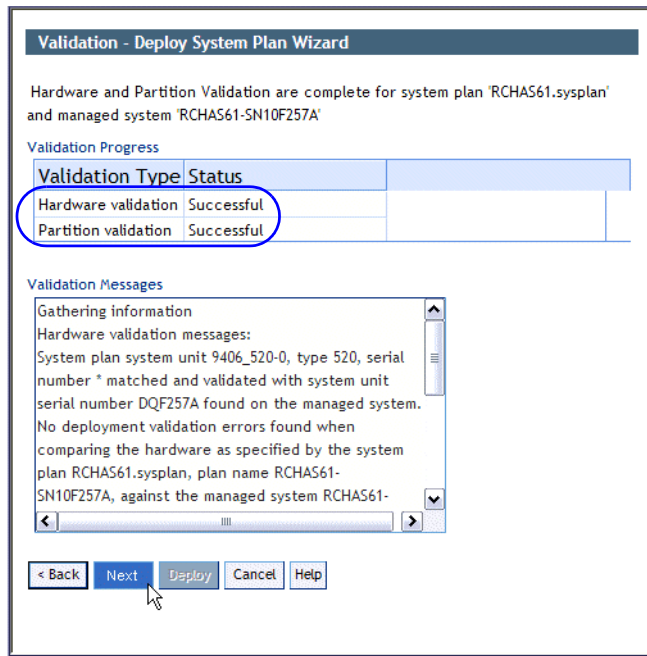 Validation - Deploy System Plan Wizard
Hardware and Partition Validation are complete for system plan 'RCHAS61.sysplan'
and managed system 'RCHAS61-SN10F257A'
Validation Progress
Validation Type Status
Hardware validation Successful
Partition validation Successful
Validation Messages
Gathering information
Hardware validation messages:
System plan system unit 9406_520-0, type 520, serial
number * matched and validated with system unit
serial number DQF257A found on the managed system.
No deployment validation errors found when
comparing the hardware as specified by the system
plan RCHAS61.sysplan, plan name RCHAS61-
SN10F257A, against the managed system RCHAS61-
< Back Next Deploy Cancel Help